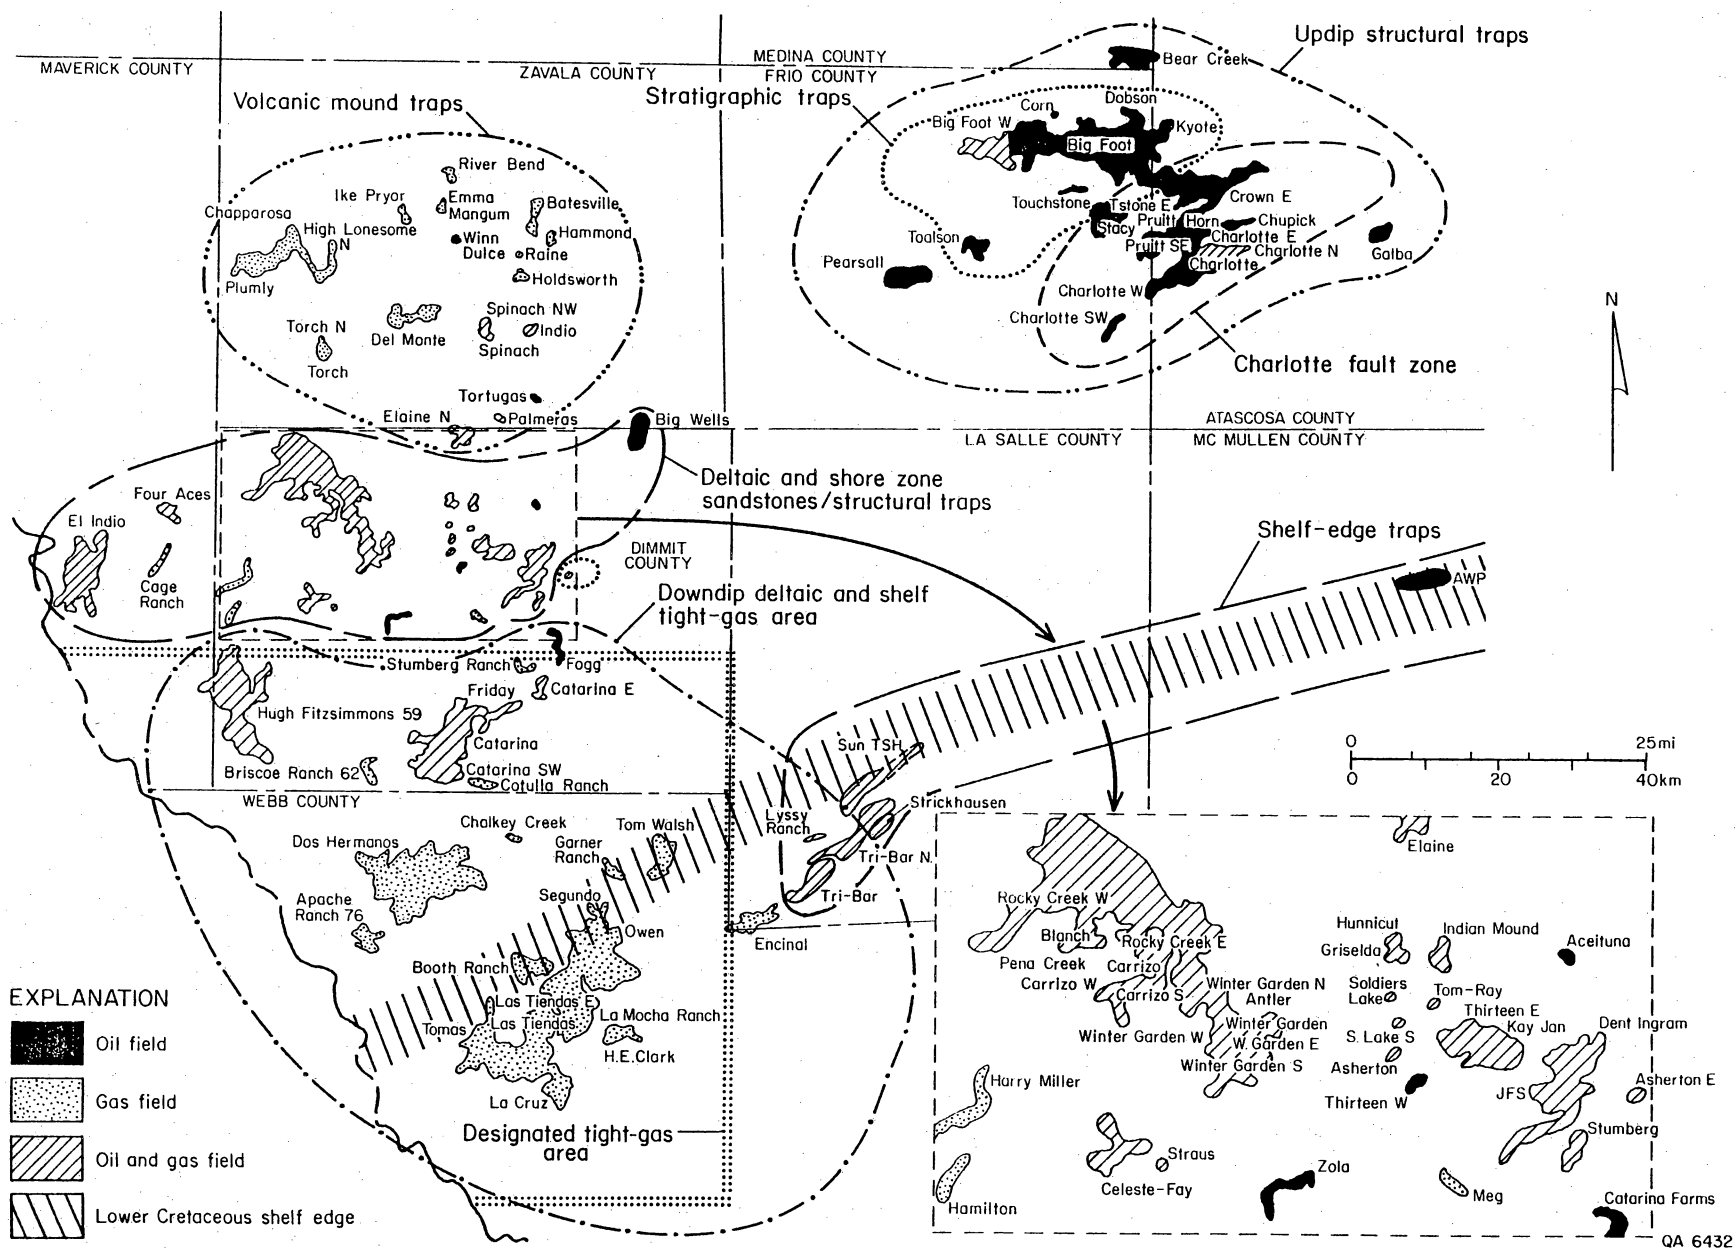 Updip structural traps
MEDINA COUNTY
MAVERICK COUNTY
ZAVALA COUNTY
FRIO COUNTY
Bear Creek
Volcanic mound traps
Stratigraphic traps
Corn
Dobson
Big Foot W
Kyote
Big Foot
River Bend
Ike Pryor
Emma
Mangum
Batesville
Touchstone
Tstone E
Crown E
Chapparosa
High Lonesome
N
Winn
Dulce
Hammond
Raine
Stacy
Pruitt
Horn
Chupick
Toalson
Pruitt SE
Charlotte E
Charlotte N
Galba
Pearsall
Charlotte
Holdsworth
Plumly
Charlotte W
Spinach NW
Torch N
Del Monte
Indio
Charlotte SW
Spinach
Torch
Charlotte fault zone
N
Tortugas
Elaine N
Palmeras
Big Wells
ATASCOSA COUNTY
LA SALLE COUNTY
MC MULLEN COUNTY
Deltaic and shore zone
sandstones/structural traps
Four Aces
El Indio
Shelf-edge traps
DIMMIT
COUNTY
Cage
Ranch
AWP
Downdip deltaic and shelf
tight-gas area
Stumberg Ranch
Fogg
Friday
Catarina E
Hugh Fitzsimmons 59
Catarina
Sun TSH
0
25mi
Briscoe Ranch 62
Catarina SW
Cotulla Ranch
0
20
40km
WEBB COUNTY
Strickhausen
Lyssy
Ranch
Chalkey Creek
Tom Walsh
Dos Hermanos
Garner
Ranch
Tri-Bar N
Elaine
Apache
Ranch 76
Segundo
Tri-Bar
Rocky Creek W
Owen
Encinal
Hunnicut
Indian Mound
Blanch
Rocky Creek E
Griselda
Aceituna
Booth Ranch
Pena Creek
Carrizo
Carrizo W
Carrizo S
Winter Garden N
Antler
Soldiers
Lake
Tom-Ray
EXPLANATION
Las Tiendas E
La Mocha Ranch
Thirteen E
Tomas
Las Tiendas
Winter Garden
Kay Jan
Dent Ingram
Oil field
H.E.Clark
Winter Garden W
W. Garden E
S. Lake S
Winter Garden S
Asherton
Harry Miller
Asherton E
Gas field
La Cruz
Thirteen W
JFS
Designated tight-gas
area
Stumberg
Oil and gas field
Straus
Zola
Celeste-Fay
Meg
Catarina Farms
Hamilton
Lower Cretaceous shelf edge
QA 6432